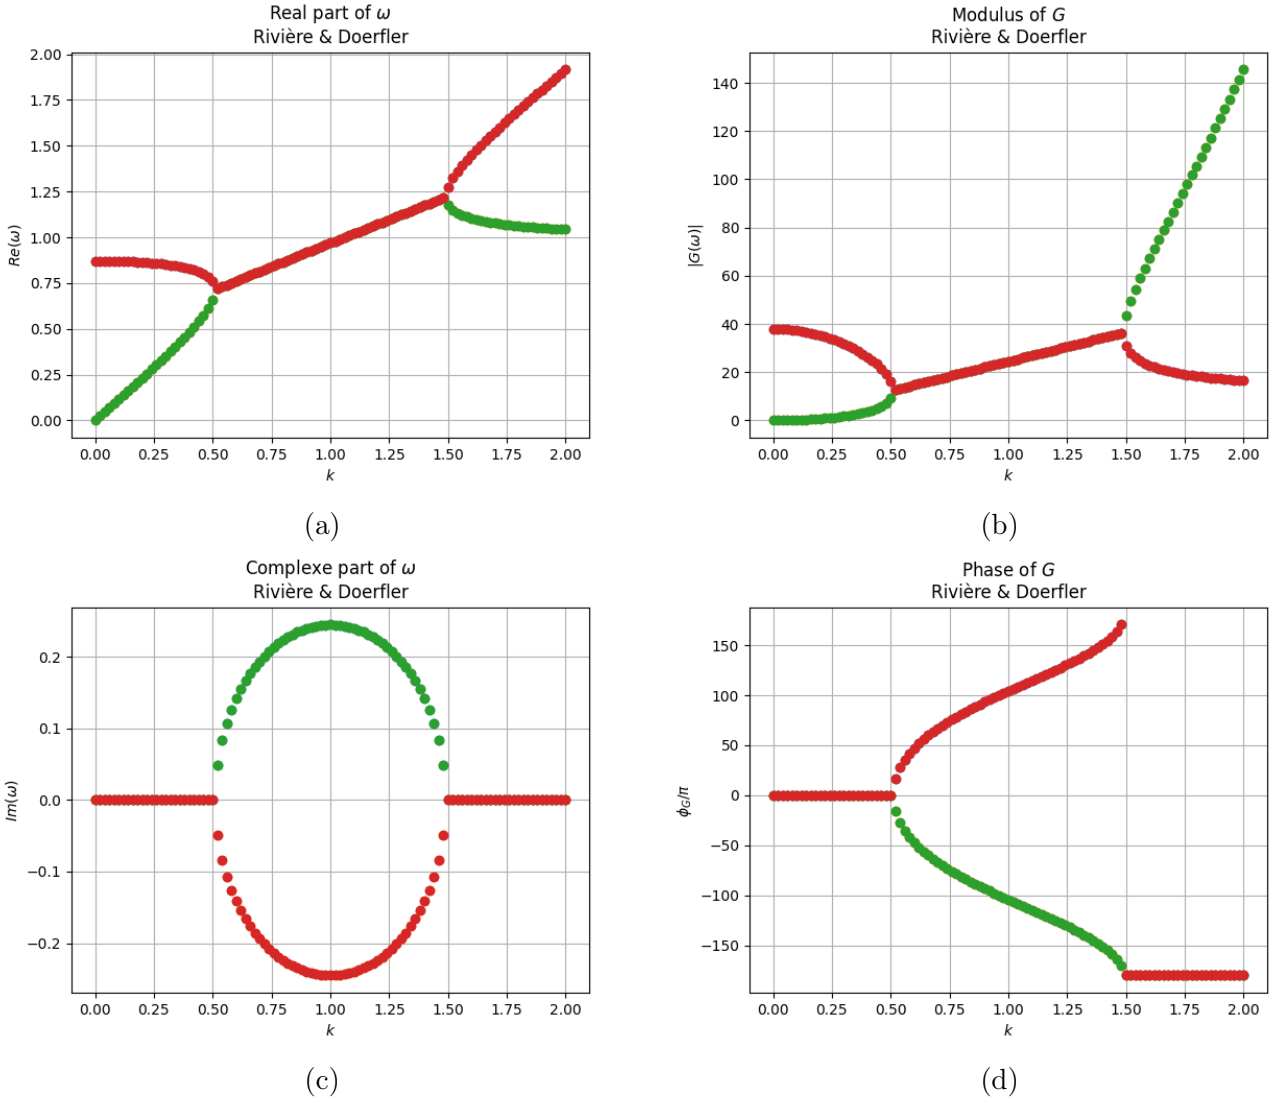 Real part of ω
Rivière & Doerfler
2.00
1.75
1.50
1.25
1.00
0.75
0.50
0.25
0.00
Re(ω)
0.00 0.25 0.50 0.75 1.00 1.25 1.50 1.75 2.00
k
(a)
Modulus of G
Rivière & Doerfler
140
120
100
80
60
40
20
0
|G(ω)|
0.00 0.25 0.50 0.75 1.00 1.25 1.50 1.75 2.00
k
(b)
Complexe part of ω
Rivière & Doerfler
0.2
0.1
0.0
−0.1
−0.2
Im(ω)
0.00 0.25 0.50 0.75 1.00 1.25 1.50 1.75 2.00
k
(c)
Phase of G
Rivière & Doerfler
150
100
50
0
−50
−100
−150
ϕ_G/π
0.00 0.25 0.50 0.75 1.00 1.25 1.50 1.75 2.00
k
(d)